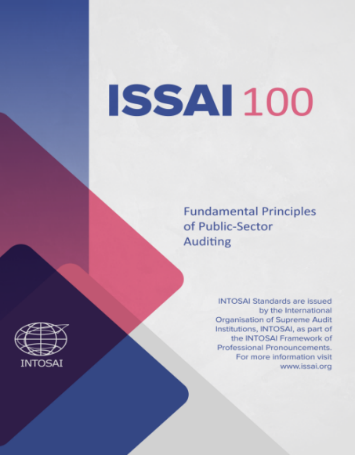 ISSAI 100
Fundamental Principles
of Public-Sector
Auditing
INTOSAI Standards are issued
by the International
Organisation of Supreme Audit
Institutions, INTOSAI, as part of
the INTOSAI Framework of
Professional Pronouncements.
For more information visit
www.issai.org
INTOSAI